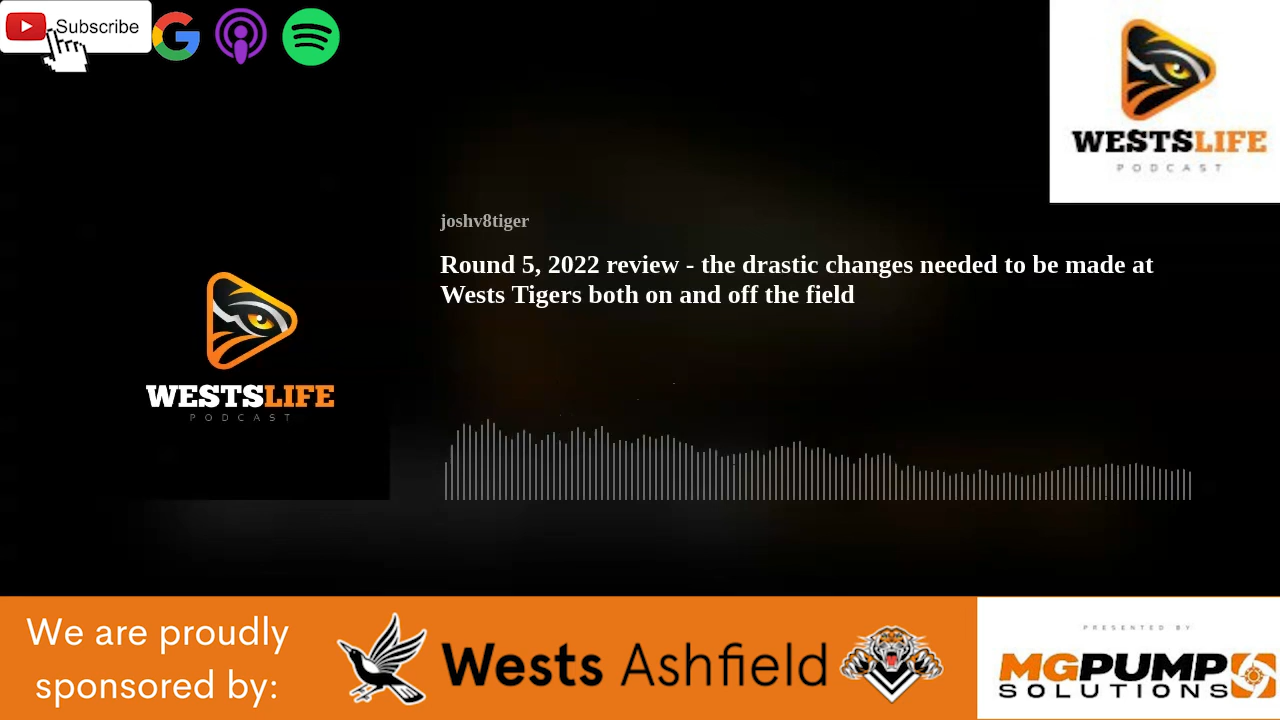 Subscribe
WESTSLIFE
PODCAST
joshv8tiger
Round 5, 2022 review - the drastic changes needed to be made at
Wests Tigers both on and off the field
WESTSLIFE
PODCAST
We are proudly
sponsored by:
Wests Ashfield
PRESENTED BY
MGPUMP
SOLUTIONS